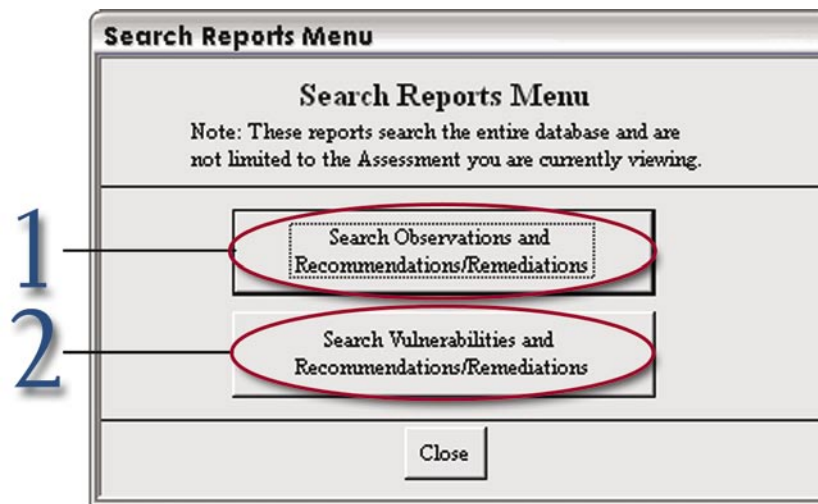 Search Reports Menu
Search Reports Menu
Note: These reports search the entire database and are
not limited to the Assessment you are currently viewing.
1
Search Observations and
Recommendations/Remediations
2
Search Vulnerabilities and
Recommendations/Remediations
Close